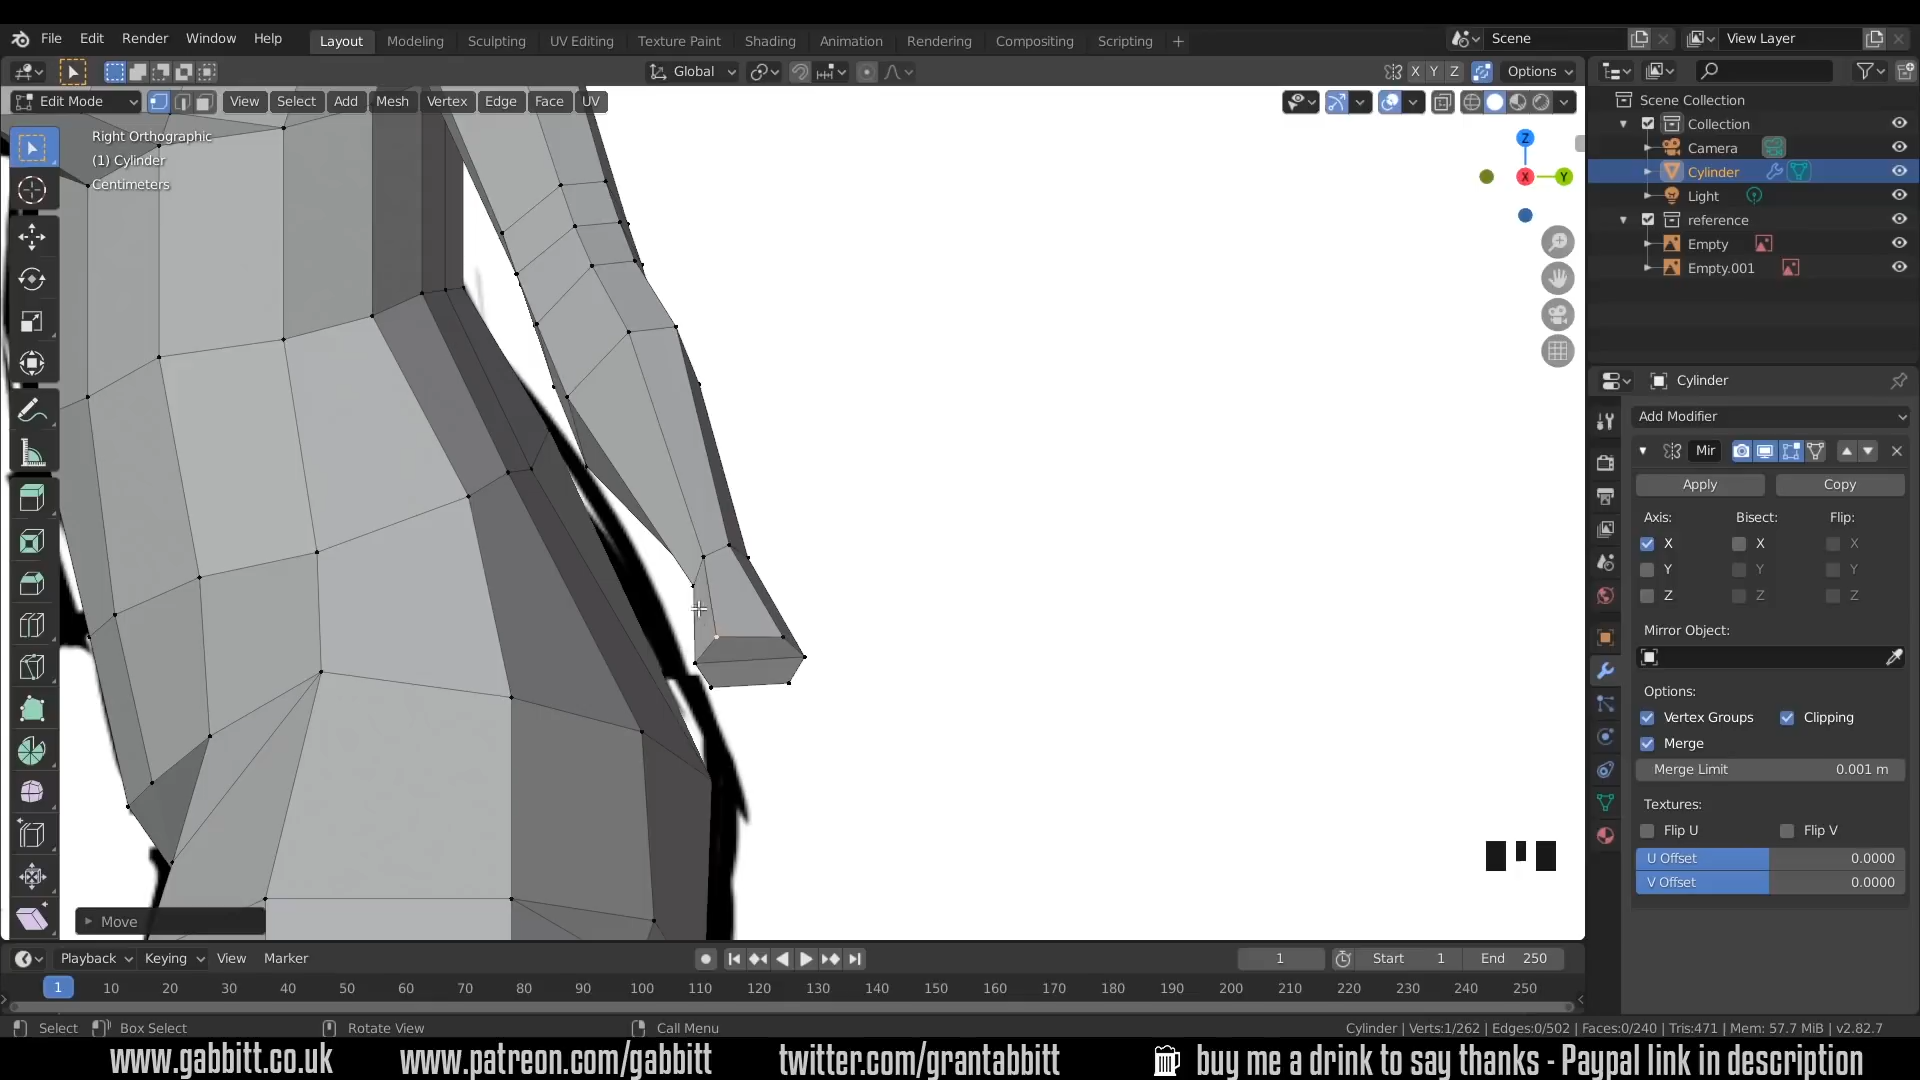 File Edit Render Window Help Layout Modeling Sculpting UV Editing Texture Paint Shading Animation Rendering Compositing Scripting + Scene View Layer
Global X Y Z Options
Edit Mode View Select Add Mesh Vertex Edge Face UV
Right Orthographic
(1) Cylinder
Centimeters
Z
X
Y
Move
Scene Collection
Collection
Camera
Cylinder
Light
reference
Empty
Empty.001
Cylinder
Add Modifier
Mir
Apply Copy
Axis: Bisect: Flip:
X X X
Y Y Y
Z Z Z
Mirror Object:
Options:
Vertex Groups Clipping
Merge
Merge Limit 0.001 m
Textures:
Flip U Flip V
U Offset 0.0000
V Offset 0.0000
Playback Keying View Marker 1 Start 1 End 250
1 10 20 30 40 50 60 70 80 90 100 110 120 130 140 150 160 170 180 190 200 210 220 230 240 250
Select Box Select Rotate View Call Menu Cylinder | Verts:1/262 | Edges:0/502 | Faces:0/240 | Tris:471 | Mem: 57.7 MiB | v2.82.7
www.gabbitt.co.uk www.patreon.com/gabbitt twitter.com/grantabbitt buy me a drink to say thanks - Paypal link in description